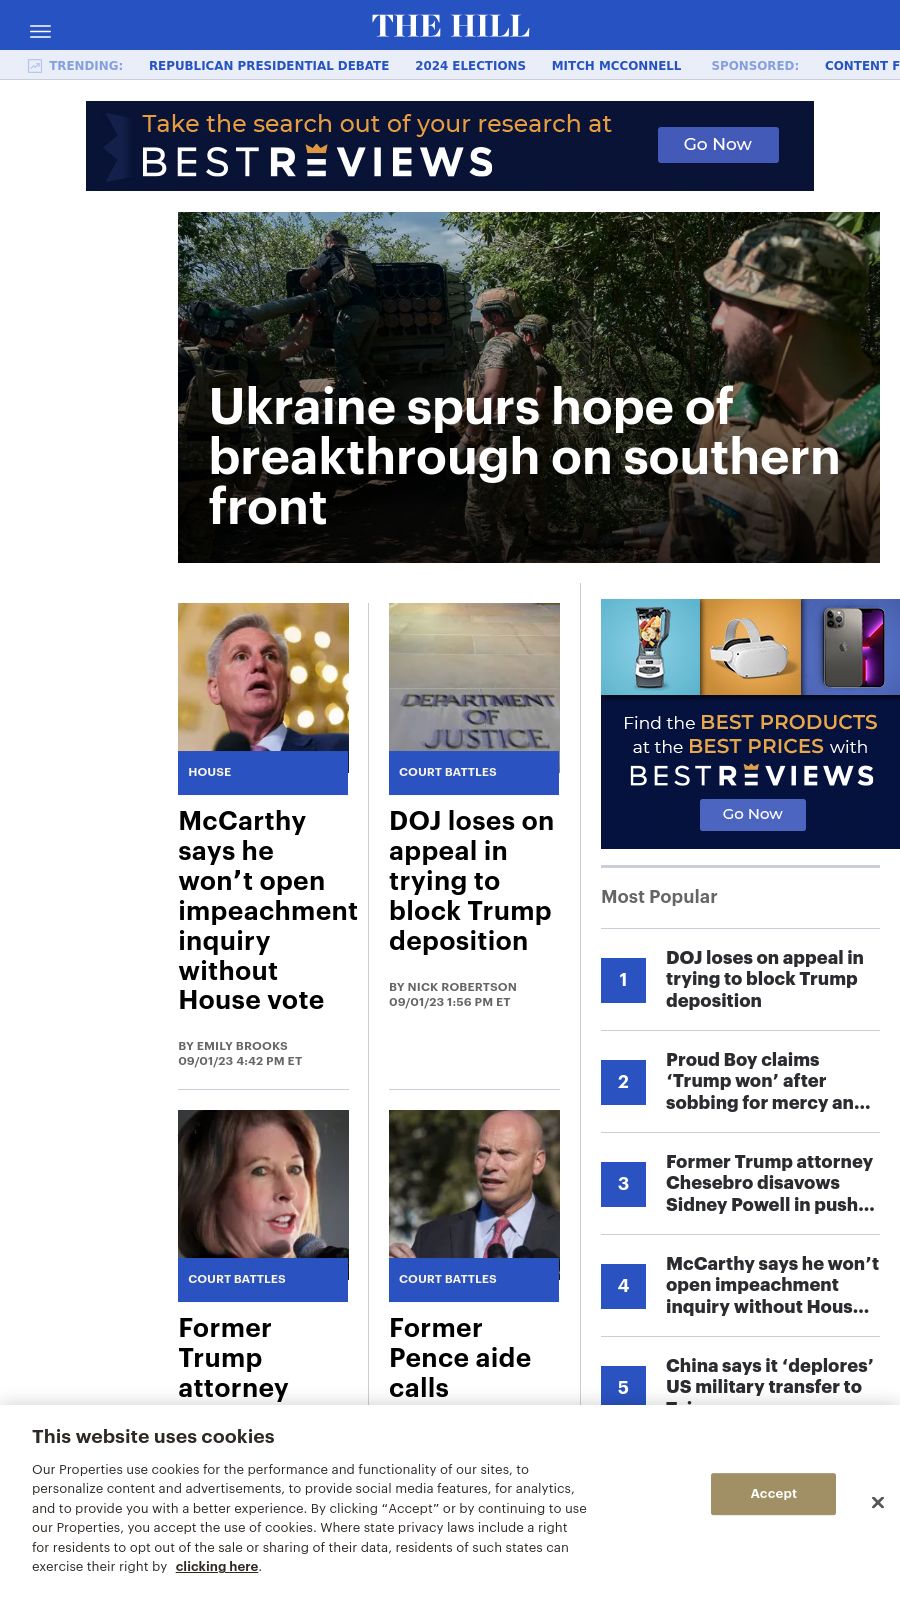 THE HILL
TRENDING: REPUBLICAN PRESIDENTIAL DEBATE 2024 ELECTIONS MITCH MCCONNELL SPONSORED: CONTENT F
Take the search out of your research at
BESTREVIEWS
Go Now
Ukraine spurs hope of
breakthrough on southern
front
HOUSE
McCarthy
says he
won’t open
impeachment
inquiry
without
House vote
BY EMILY BROOKS
09/01/23 4:42 PM ET
DEPARTMENT
OF
JUSTICE
COURT BATTLES
DOJ loses on
appeal in
trying to
block Trump
deposition
BY NICK ROBERTSON
09/01/23 1:56 PM ET
COURT BATTLES
Former
Trump
attorney
COURT BATTLES
Former
Pence aide
calls
Find the BEST PRODUCTS
at the BEST PRICES with
BESTREVIEWS
Go Now
Most Popular
1
DOJ loses on appeal in
trying to block Trump
deposition
2
Proud Boy claims
‘Trump won’ after
sobbing for mercy an...
3
Former Trump attorney
Chesebro disavows
Sidney Powell in push...
4
McCarthy says he won’t
open impeachment
inquiry without Hous...
5
China says it ‘deplores’
US military transfer to
This website uses cookies
Our Properties use cookies for the performance and functionality of our sites, to
personalize content and advertisements, to provide social media features, for analytics,
and to provide you with a better experience. By clicking “Accept” or by continuing to use
our Properties, you accept the use of cookies. Where state privacy laws include a right
for residents to opt out of the sale or sharing of their data, residents of such states can
exercise their right by clicking here.
Accept